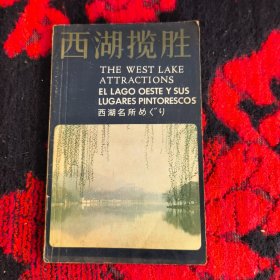 西湖揽胜
THE WEST LAKE
ATTRACTIONS
EL LAGO OESTE Y SUS
LUGARES PINTORESCOS
西湖名所めぐり